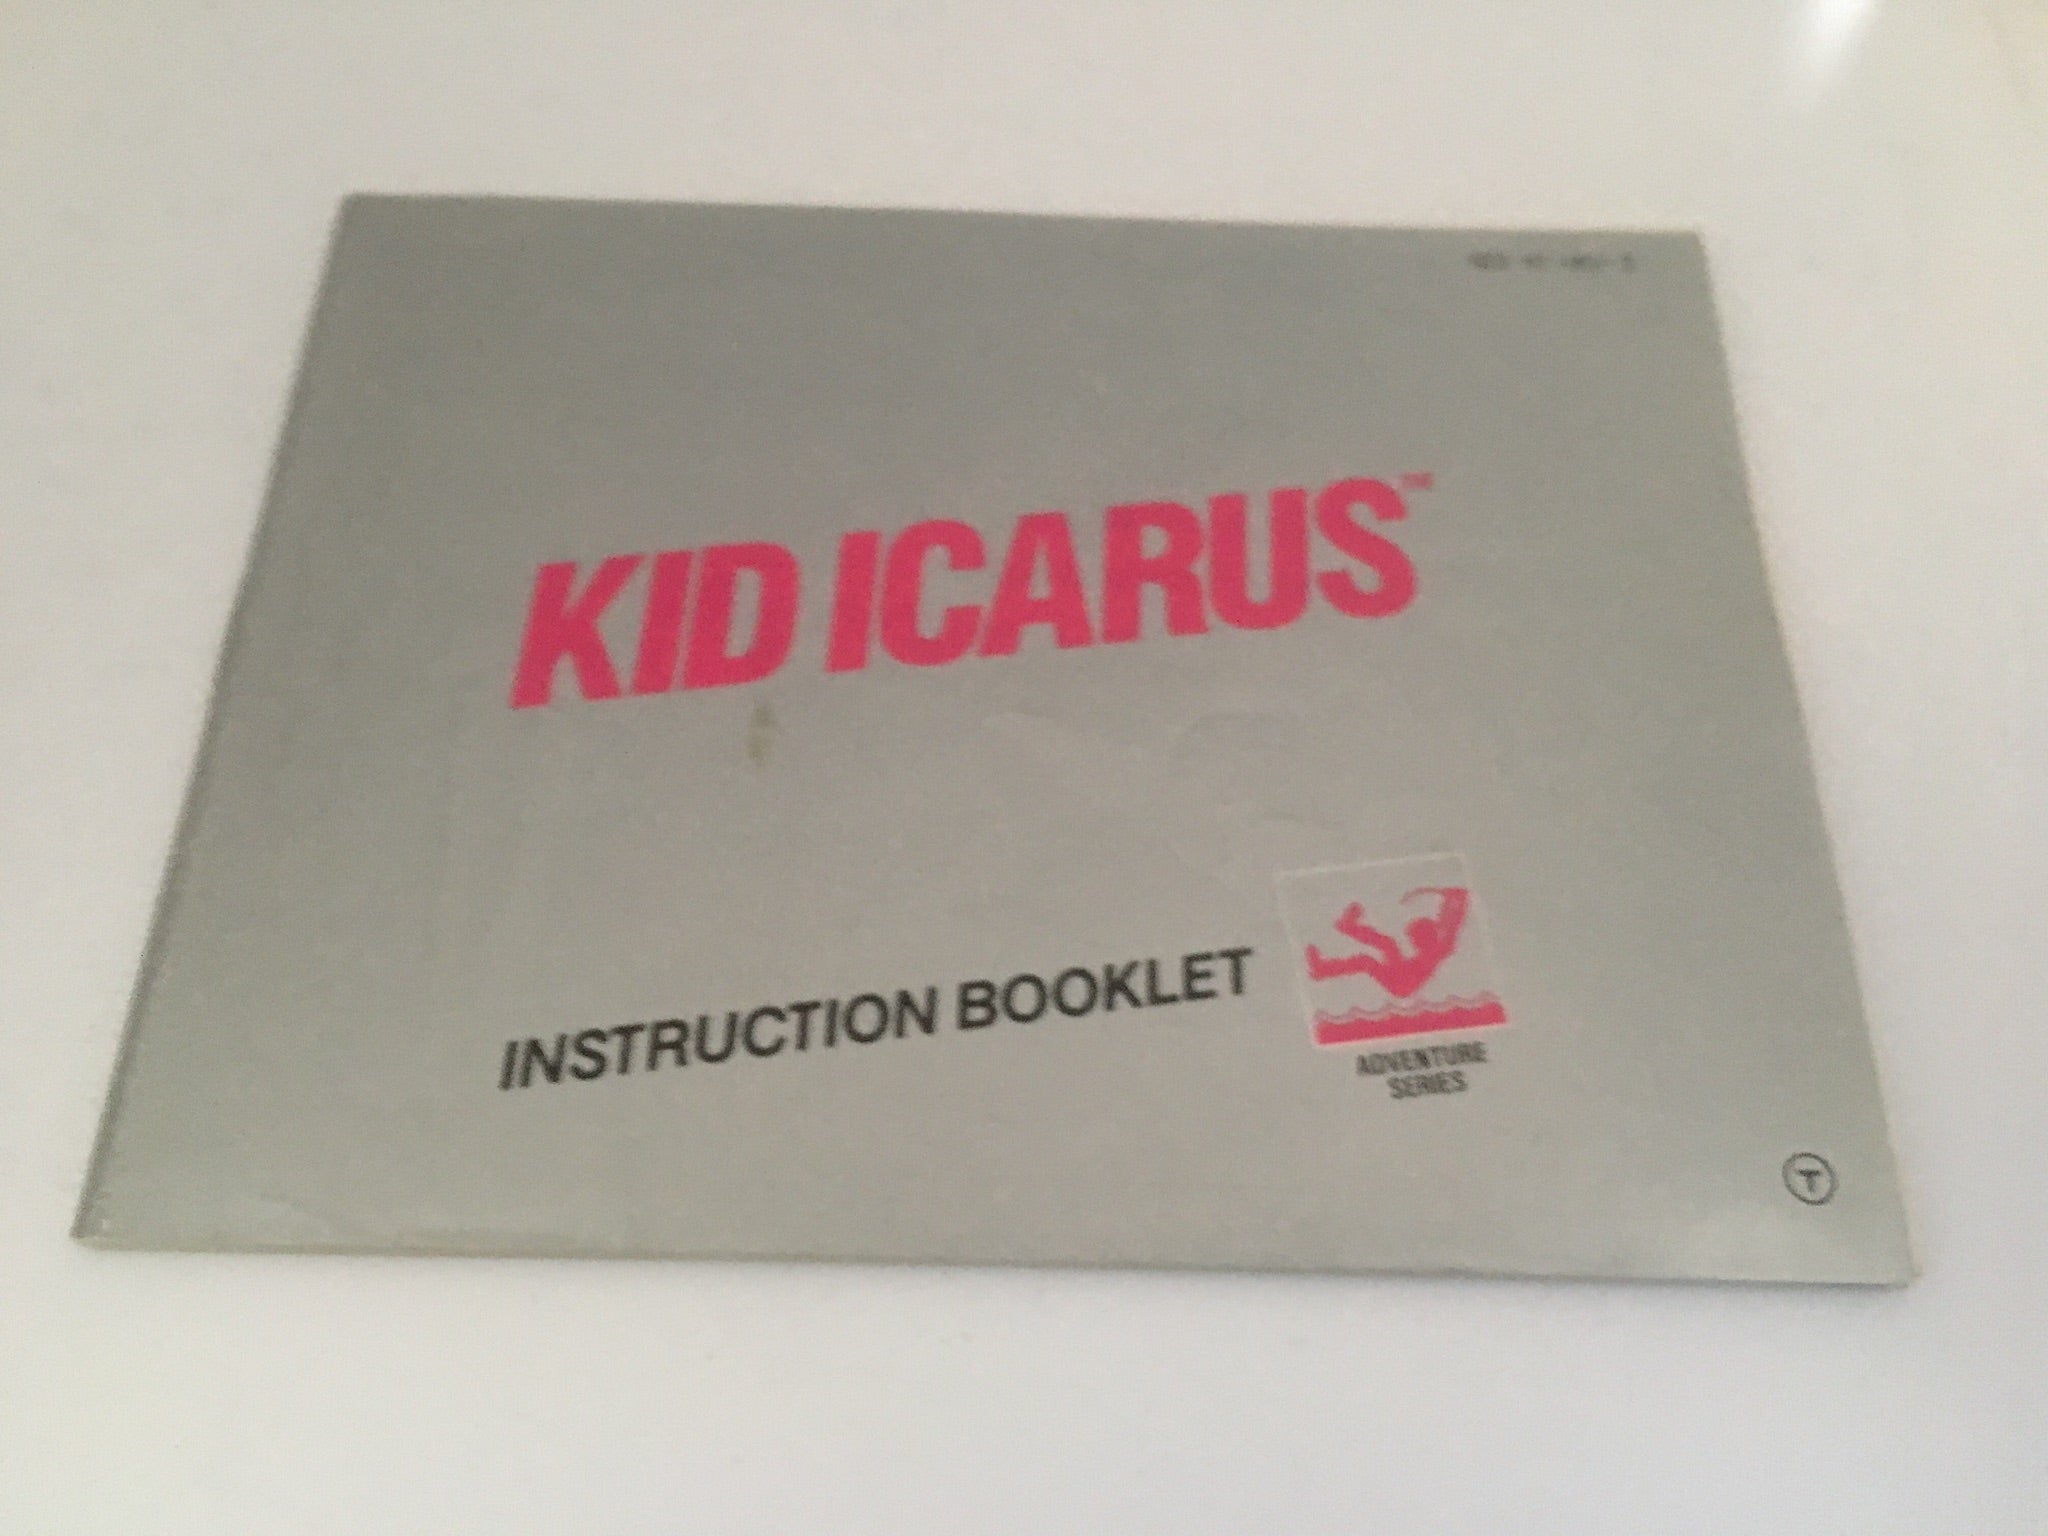 KID ICARUS™
INSTRUCTION BOOKLET
ADVENTURE
SERIES
T